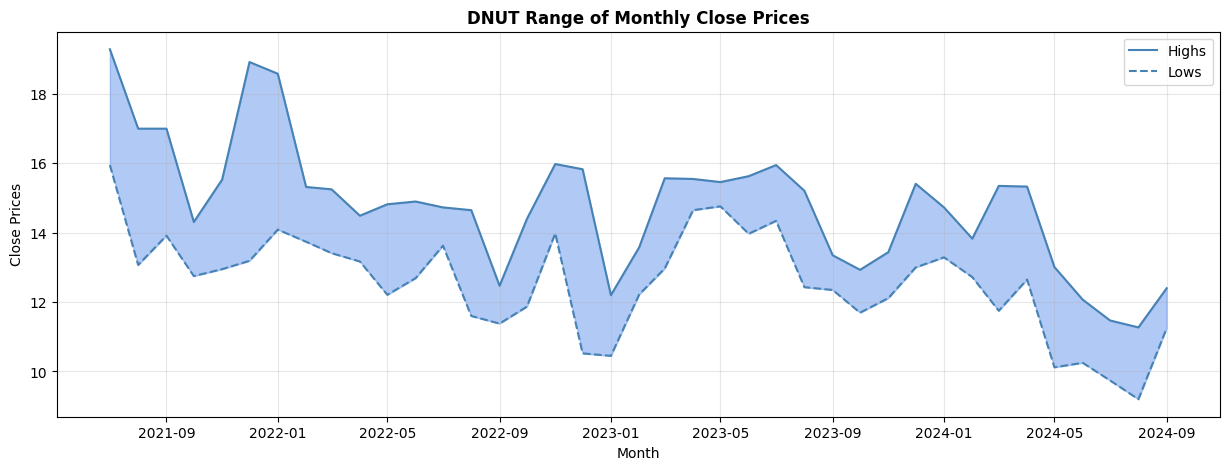 DNUT Range of Monthly Close Prices
Highs
Lows
Close Prices
18
16
14
12
10
2021-09 2022-01 2022-05 2022-09 2023-01 2023-05 2023-09 2024-01 2024-05 2024-09
Month